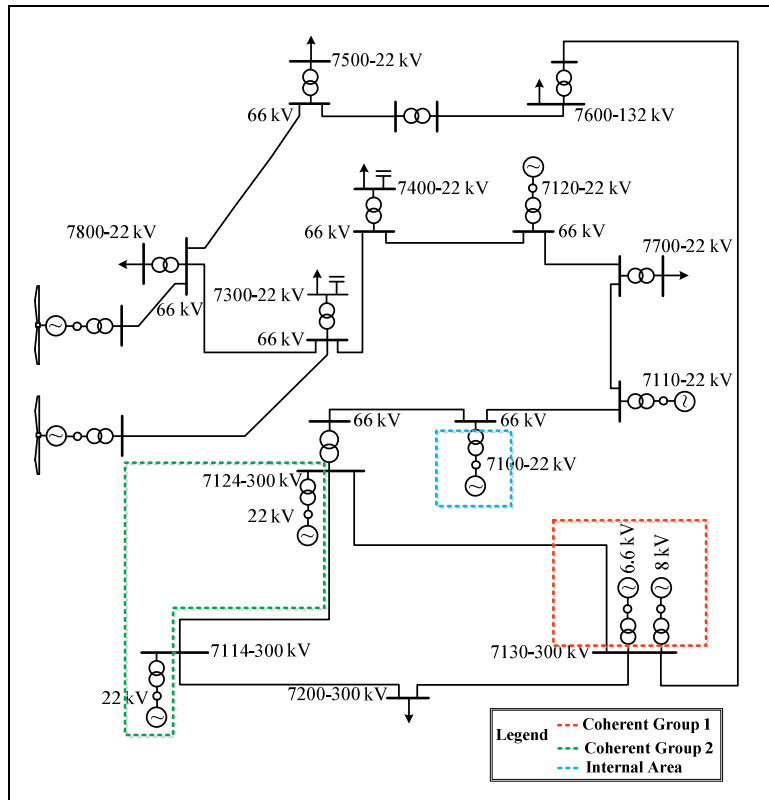 7500-22 kV
66 kV
7600-132 kV
7400-22 kV
7120-22 kV
7800-22 kV
66 kV
66 kV
7700-22 kV
7300-22 kV
66 kV
66 kV
7110-22 kV
66 kV
66 kV
7124-300 kV
7100-22 kV
22 kV
6.6 kV
8 kV
7114-300 kV
7130-300 kV
22 kV
7200-300 kV
Legend
Coherent Group 1
Coherent Group 2
Internal Area